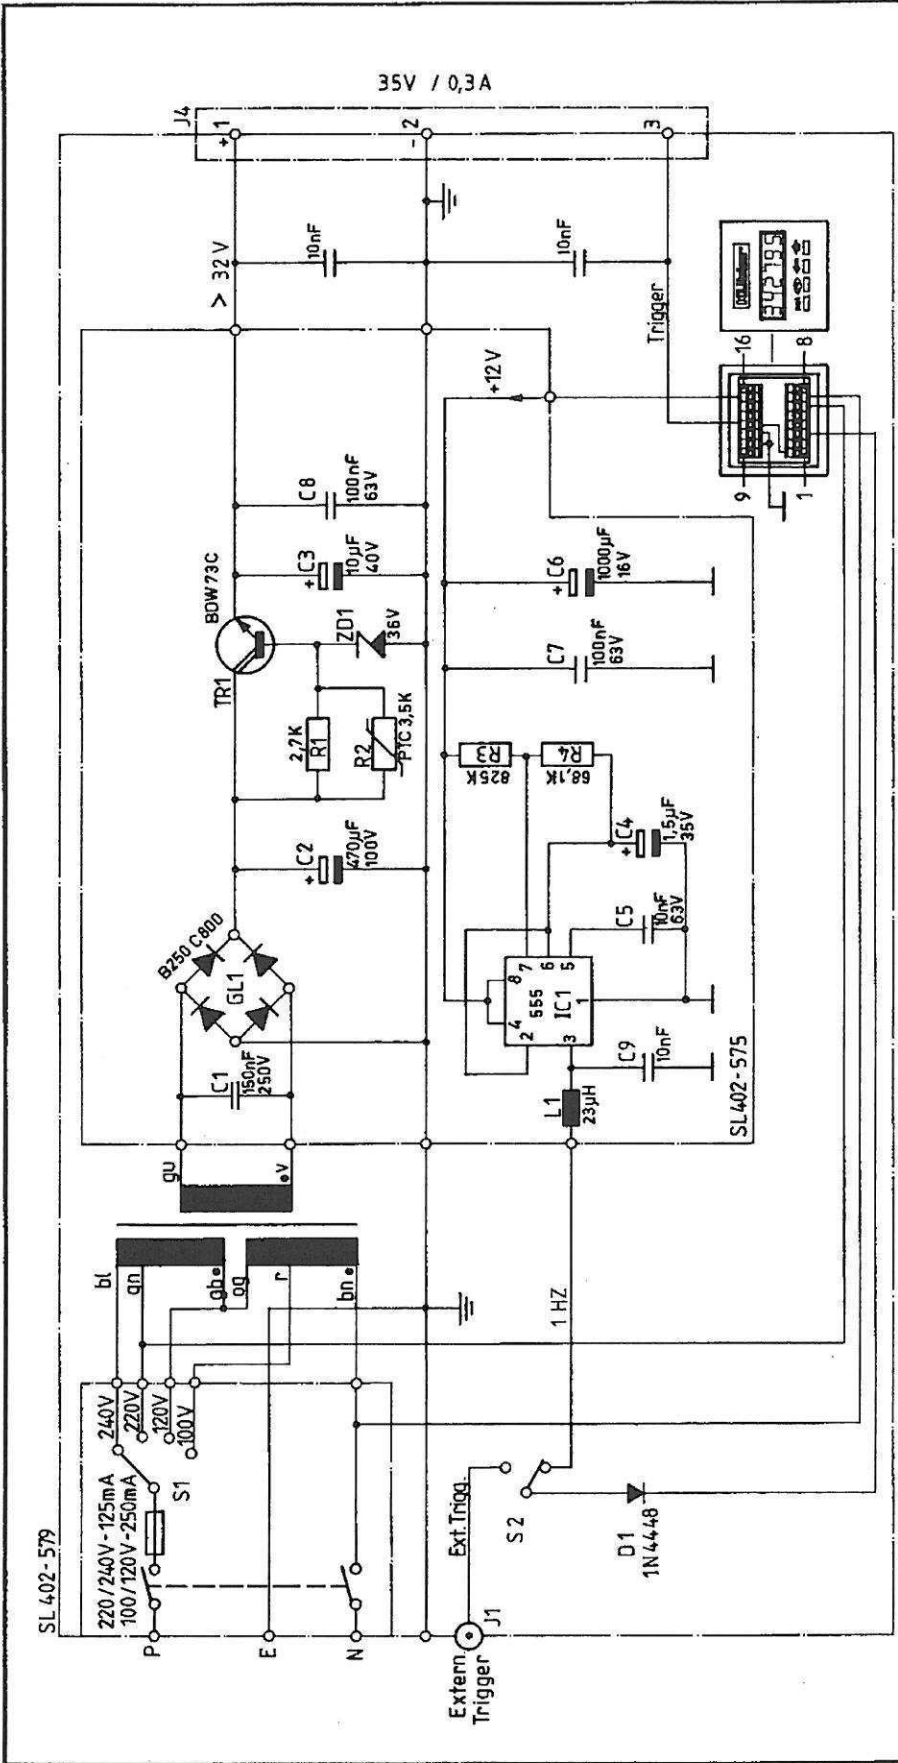 SL 402-579
220/240V-125mA
100/120V-250mA
P
E
N
S1
240V
220V
120V
100V
bl
gn
gb
og
r
bn
gu
v
C1
150nF
250V
B250 C800
GL1
C2
+
470µF
100V
2,7K
R1
R2
PTC 3,5K
TR1
BDW73C
ZD1
36V
C3
+
10µF
40V
C8
100nF
63V
> 32V
10nF
10nF
J4
+ 1
- 2
3
35V / 0,3A
Trigger
+12V
R3
825K
R4
68,1K
C7
100nF
63V
C6
+
1000µF
16V
C4
+
1,5µF
35V
C5
10nF
63V
4
8
7
2
555
6
3
IC1
5
1
C9
10nF
L1
23µH
SL402-575
1 HZ
Ext.Trigg.
S2
D1
1N4448
J1
Extern.
Trigger
9
16
1
8
342795